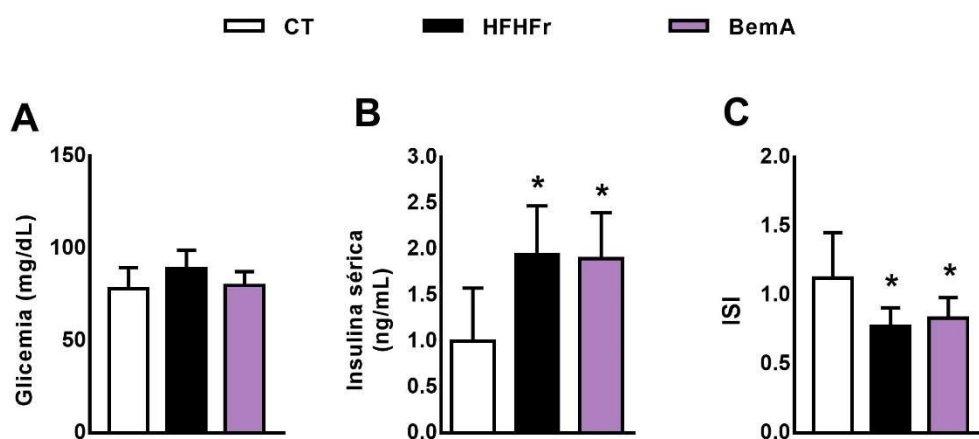 CT HFHFr BemA
A
Glicemia (mg/dL)
150
100
50
0
B
Insulina sérica
(ng/mL)
3.0
2.5
2.0
1.5
1.0
0.5
0.0
* *
C
ISI
2.0
1.5
1.0
0.5
0.0
* *